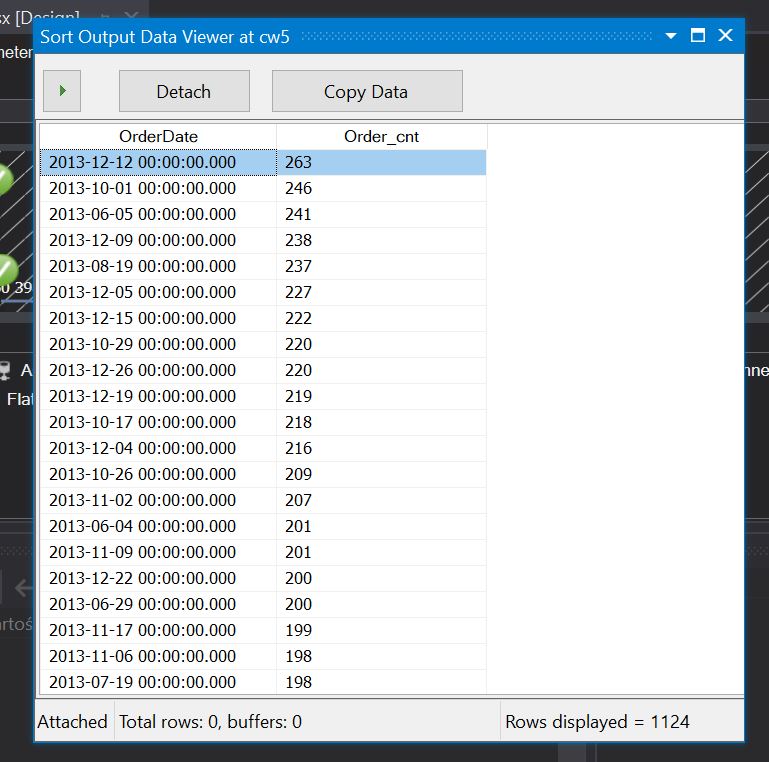 sx [Design]
Sort Output Data Viewer at cw5
meter
Detach
Copy Data
OrderDate Order_cnt
2013-12-12 00:00:00.000 263
2013-10-01 00:00:00.000 246
2013-06-05 00:00:00.000 241
2013-12-09 00:00:00.000 238
2013-08-19 00:00:00.000 237
2013-12-05 00:00:00.000 227
2013-12-15 00:00:00.000 222
2013-10-29 00:00:00.000 220
2013-12-26 00:00:00.000 220
2013-12-19 00:00:00.000 219
2013-10-17 00:00:00.000 218
2013-12-04 00:00:00.000 216
2013-10-26 00:00:00.000 209
2013-11-02 00:00:00.000 207
2013-06-04 00:00:00.000 201
2013-11-09 00:00:00.000 201
2013-12-22 00:00:00.000 200
2013-06-29 00:00:00.000 200
2013-11-17 00:00:00.000 199
2013-11-06 00:00:00.000 198
2013-07-19 00:00:00.000 198
0 39
A
Flat
nne
artoś
Attached Total rows: 0, buffers: 0 Rows displayed = 1124